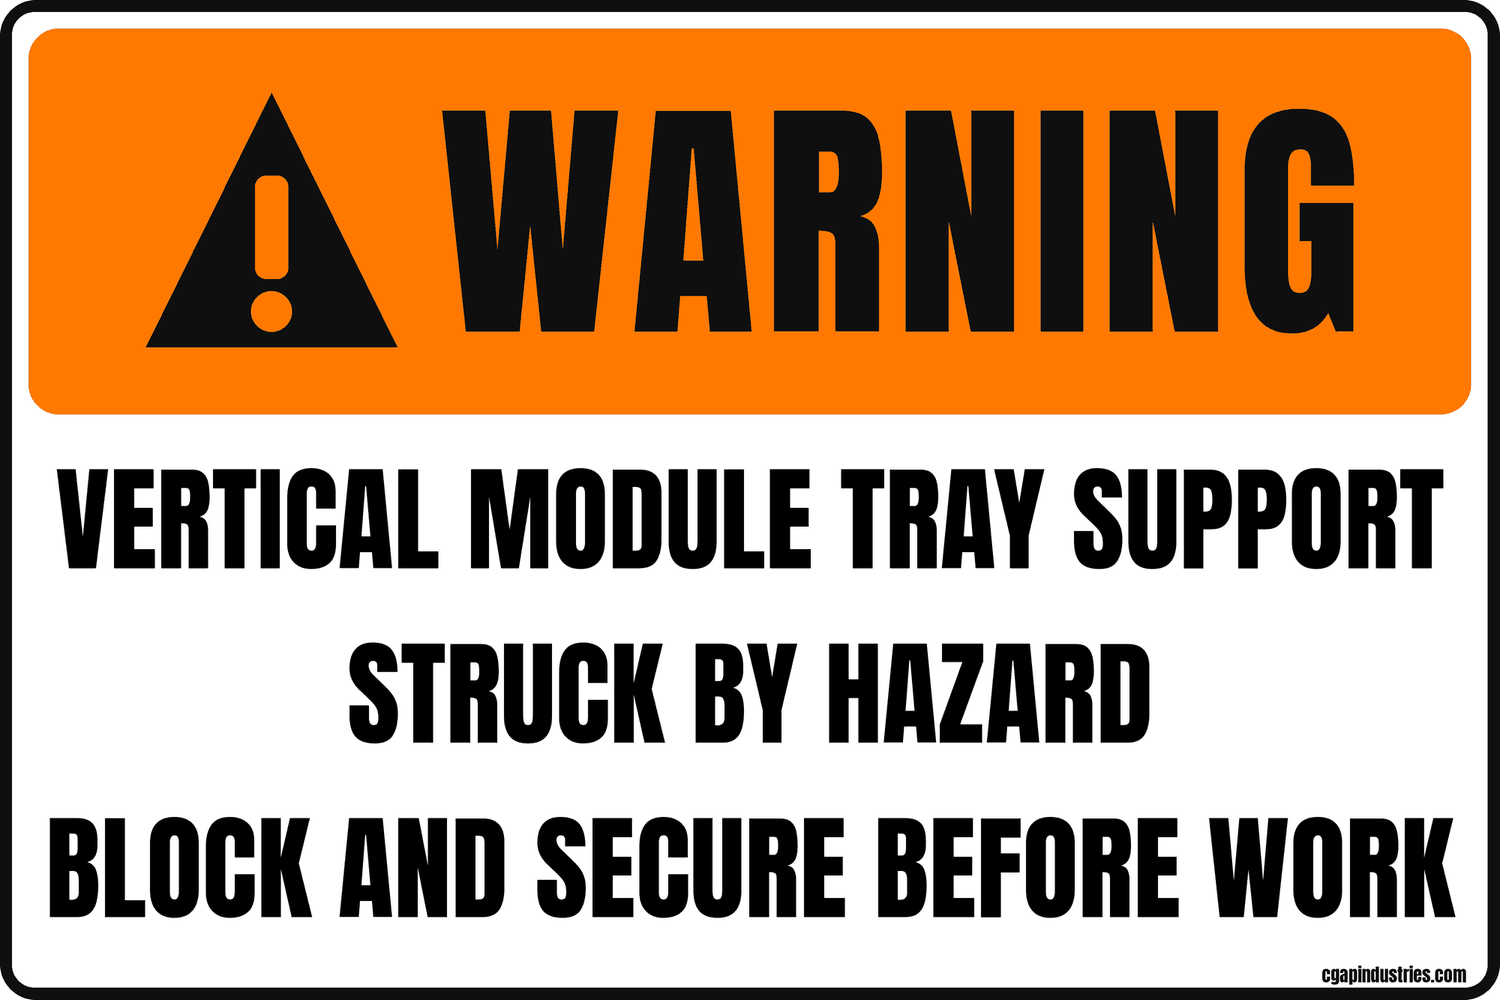 WARNING
VERTICAL MODULE TRAY SUPPORT
STRUCK BY HAZARD
BLOCK AND SECURE BEFORE WORK
cgapindustries.com